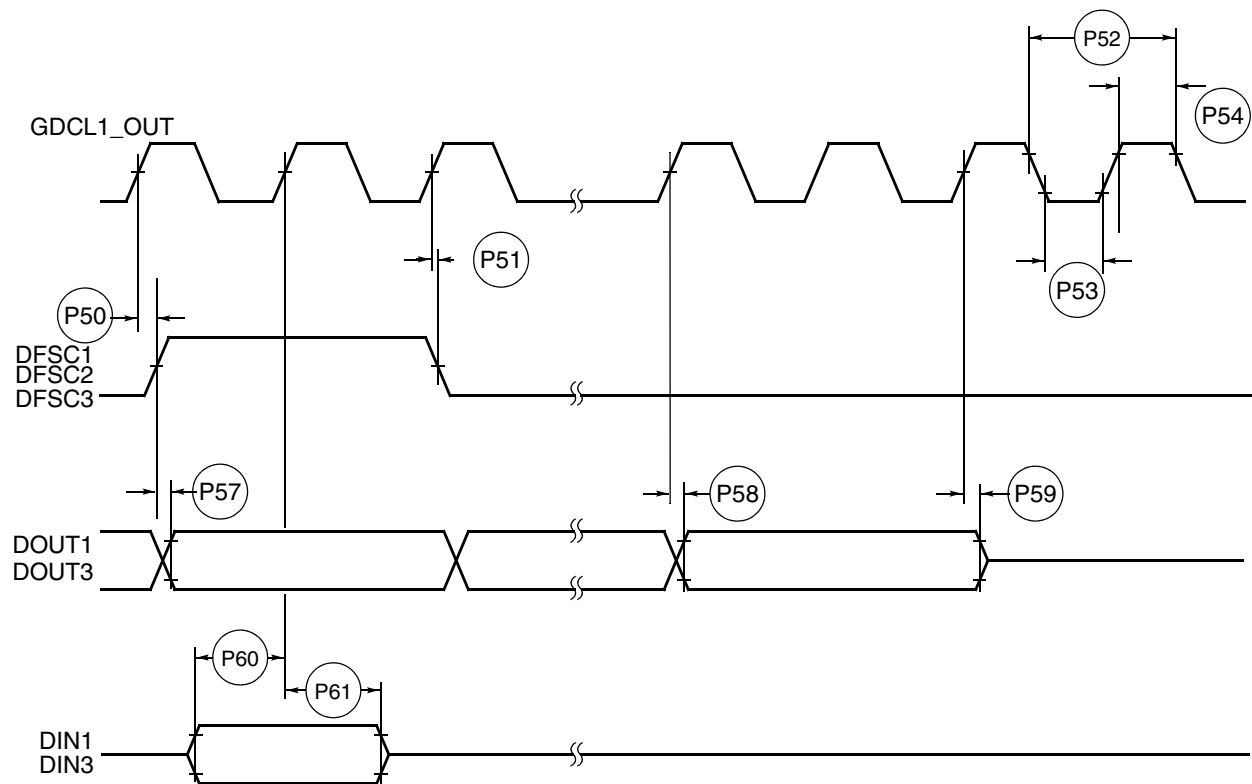 P52
P54
GDCL1_OUT
P51
P53
P50
DFSC1
DFSC2
DFSC3
P57
P58
P59
DOUT1
DOUT3
P60
P61
DIN1
DIN3